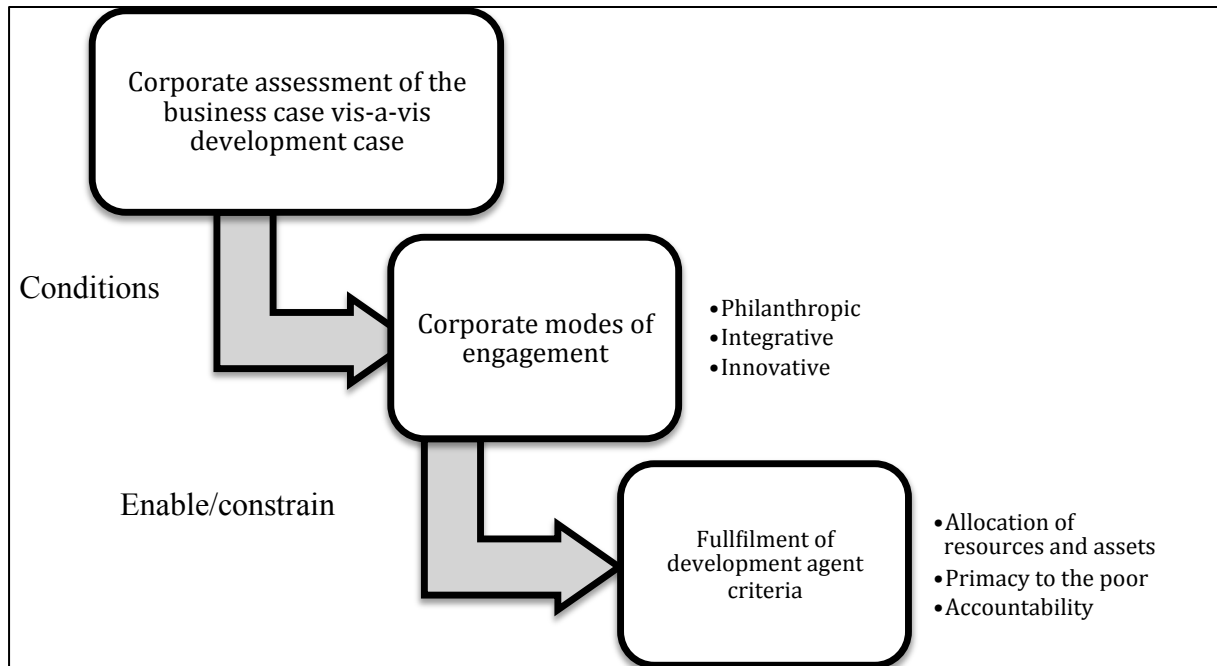 Corporate assessment of the
business case vis-a-vis
development case
Conditions
Corporate modes of
engagement
•Philanthropic
•Integrative
•Innovative
Enable/constrain
Fullfilment of
development agent
criteria
•Allocation of
resources and assets
•Primacy to the poor
•Accountability